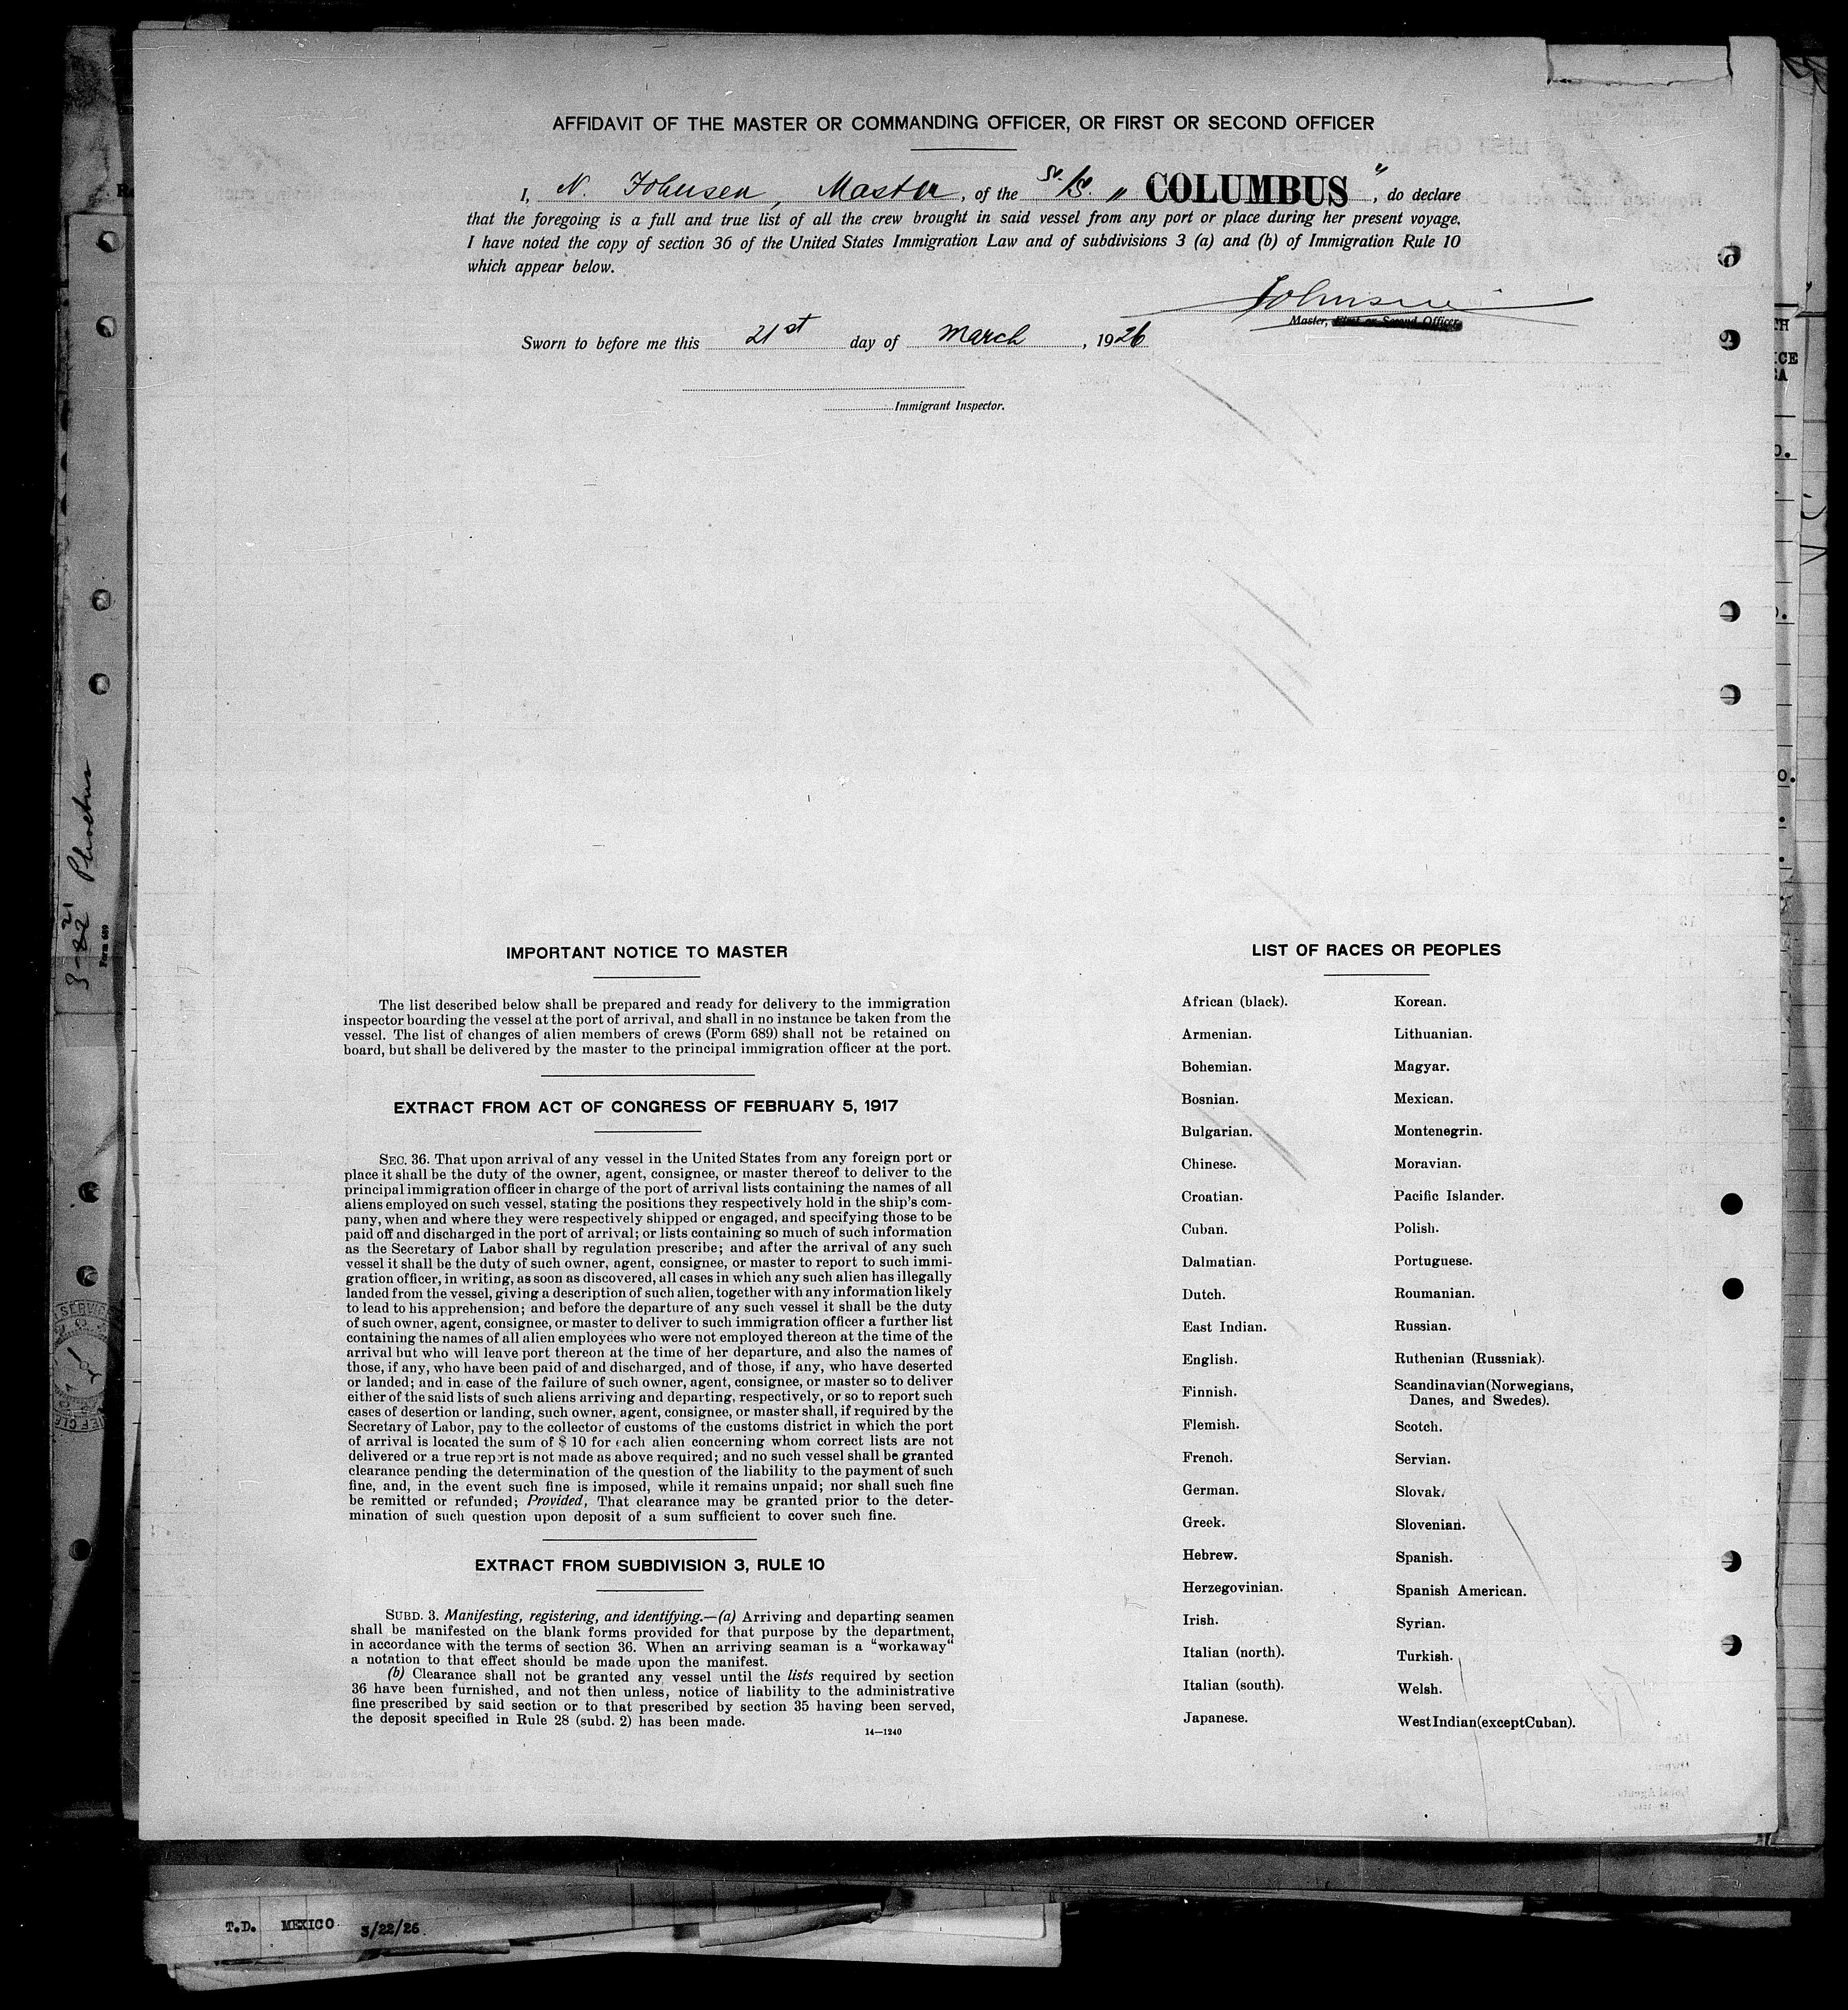 AFFIDAVIT OF THE MASTER OR COMMANDING OFFICER, OR FIRST OR SECOND OFFICER
I, N. Johnsen, Master, of the S/S. „ COLUMBUS ", do declare
that the foregoing is a full and true list of all the crew brought in said vessel from any port or place during her present voyage.
I have noted the copy of section 36 of the United States Immigration Law and of subdivisions 3 (a) and (b) of Immigration Rule 10
which appear below.
Johnsen
Master, First or Second Officer.
Sworn to before me this 21st day of March, 1926
Immigrant Inspector.
IMPORTANT NOTICE TO MASTER
The list described below shall be prepared and ready for delivery to the immigration
inspector boarding the vessel at the port of arrival, and shall in no instance be taken from the
vessel. The list of changes of alien members of crews (Form 689) shall not be retained on
board, but shall be delivered by the master to the principal immigration officer at the port.
EXTRACT FROM ACT OF CONGRESS OF FEBRUARY 5, 1917
SEC. 36. That upon arrival of any vessel in the United States from any foreign port or
place it shall be the duty of the owner, agent, consignee, or master thereof to deliver to the
principal immigration officer in charge of the port of arrival lists containing the names of all
aliens employed on such vessel, stating the positions they respectively hold in the ship's com-
pany, when and where they were respectively shipped or engaged, and specifying those to be
paid off and discharged in the port of arrival; or lists containing so much of such information
as the Secretary of Labor shall by regulation prescribe; and after the arrival of any such
vessel it shall be the duty of such owner, agent, consignee, or master to report to such immi-
gration officer, in writing, as soon as discovered, all cases in which any such alien has illegally
landed from the vessel, giving a description of such alien, together with any information likely
to lead to his apprehension; and before the departure of any such vessel it shall be the duty
of such owner, agent, consignee, or master to deliver to such immigration officer a further list
containing the names of all alien employees who were not employed thereon at the time of the
arrival but who will leave port thereon at the time of her departure, and also the names of
those, if any, who have been paid of and discharged, and of those, if any, who have deserted
or landed; and in case of the failure of such owner, agent, consignee, or master so to deliver
either of the said lists of such aliens arriving and departing, respectively, or so to report such
cases of desertion or landing, such owner, agent, consignee, or master shall, if required by the
Secretary of Labor, pay to the collector of customs of the customs district in which the port
of arrival is located the sum of $ 10 for each alien concerning whom correct lists are not
delivered or a true report is not made as above required; and no such vessel shall be granted
clearance pending the determination of the question of the liability to the payment of such
fine, and, in the event such fine is imposed, while it remains unpaid; nor shall such fine
be remitted or refunded; Provided, That clearance may be granted prior to the deter-
mination of such question upon deposit of a sum sufficient to cover such fine.
EXTRACT FROM SUBDIVISION 3, RULE 10
SUBD. 3. Manifesting, registering, and identifying.—(a) Arriving and departing seamen
shall be manifested on the blank forms provided for that purpose by the department,
in accordance with the terms of section 36. When an arriving seaman is a “workaway“
a notation to that effect should be made upon the manifest.
(b) Clearance shall not be granted any vessel until the lists required by section
36 have been furnished, and not then unless, notice of liability to the administrative
fine prescribed by said section or to that prescribed by section 35 having been served,
the deposit specified in Rule 28 (subd. 2) has been made.
14—1240
LIST OF RACES OR PEOPLES
African (black).
Armenian.
Bohemian.
Bosnian.
Bulgarian.
Chinese.
Croatian.
Cuban.
Dalmatian.
Dutch.
East Indian.
English.
Finnish.
Flemish.
French.
German.
Greek.
Hebrew.
Herzegovinian.
Irish.
Italian (north).
Italian (south).
Japanese.
Korean.
Lithuanian.
Magyar.
Mexican.
Montenegrin.
Moravian.
Pacific Islander.
Polish.
Portuguese.
Roumanian.
Russian.
Ruthenian (Russniak).
Scandinavian (Norwegians,
Danes, and Swedes).
Scotch.
Servian.
Slovak.
Slovenian.
Spanish.
Spanish American.
Syrian.
Turkish.
Welsh.
West Indian (except Cuban).
Phoebus
Form 689
T.D. MEXICO 3/22/26